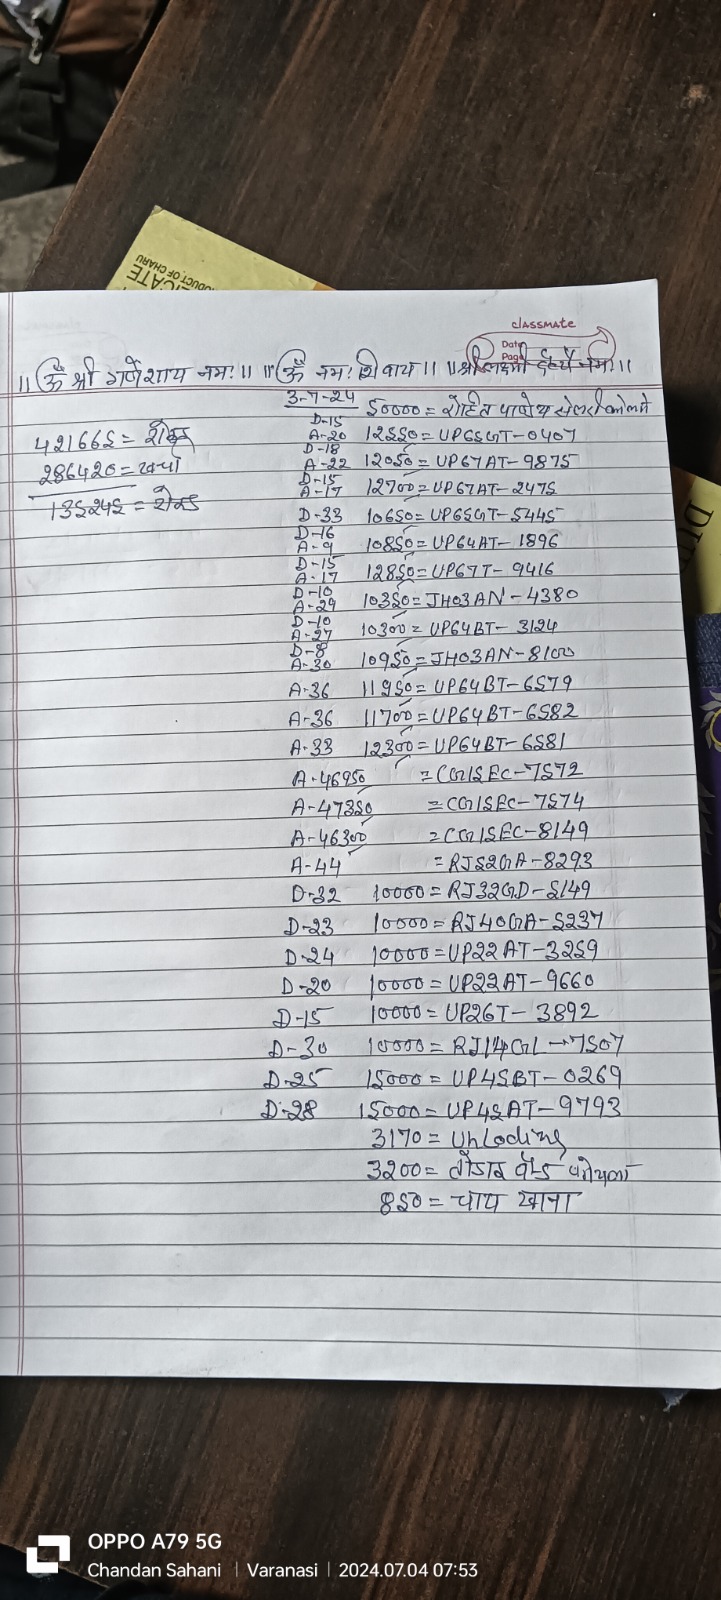 CATE
PRODUCT OF CHARU
classmate
Date
Page
।। ॐ श्री गणेशाय नमः ।। ।। ॐ नमः शिवाय ।। ।। श्री लक्ष्मी देव्यै नमः ।।
3-7-24
421665 = रोकड़
286420 = खर्चा
135245 = रोकड़
50000 = रोहित पाण्डेय
D-15
A-20 12550 = UP65GT-0407
D-18
A-22 12050 = UP67AT-9875
D-15
A-17 12700 = UP67AT-2475
D-33 10650 = UP65GT-5445
D-16
A-9 10850 = UP64AT-1896
D-15
A-17 12850 = UP67T-9416
D-10
A-29 10350 = JH03AN-4380
D-10
A-27 10300 = UP64BT-3124
D-8
A-30 10950 = JH03AN-8100
A-36 11950 = UP64BT-6579
A-36 11700 = UP64BT-6582
A-33 12300 = UP64BT-6581
A-46950 = CG15EC-7572
A-47350 = CG15EC-7574
A-46300 = CG15EC-8149
A-44 = RJ52GA-8293
D-32 10000 = RJ32GD-5149
D-23 10000 = RJ40GA-5237
D-24 10000 = UP22AT-3259
D-20 10000 = UP22AT-9660
D-15 10000 = UP26T-3892
D-30 10000 = RJ14GL-7507
D-25 15000 = UP45BT-0269
D-28 15000 = UP45AT-9793
3170 = Unloding
3200 =
850 = चाय खाना
OPPO A79 5G
Chandan Sahani | Varanasi | 2024.07.04 07:53